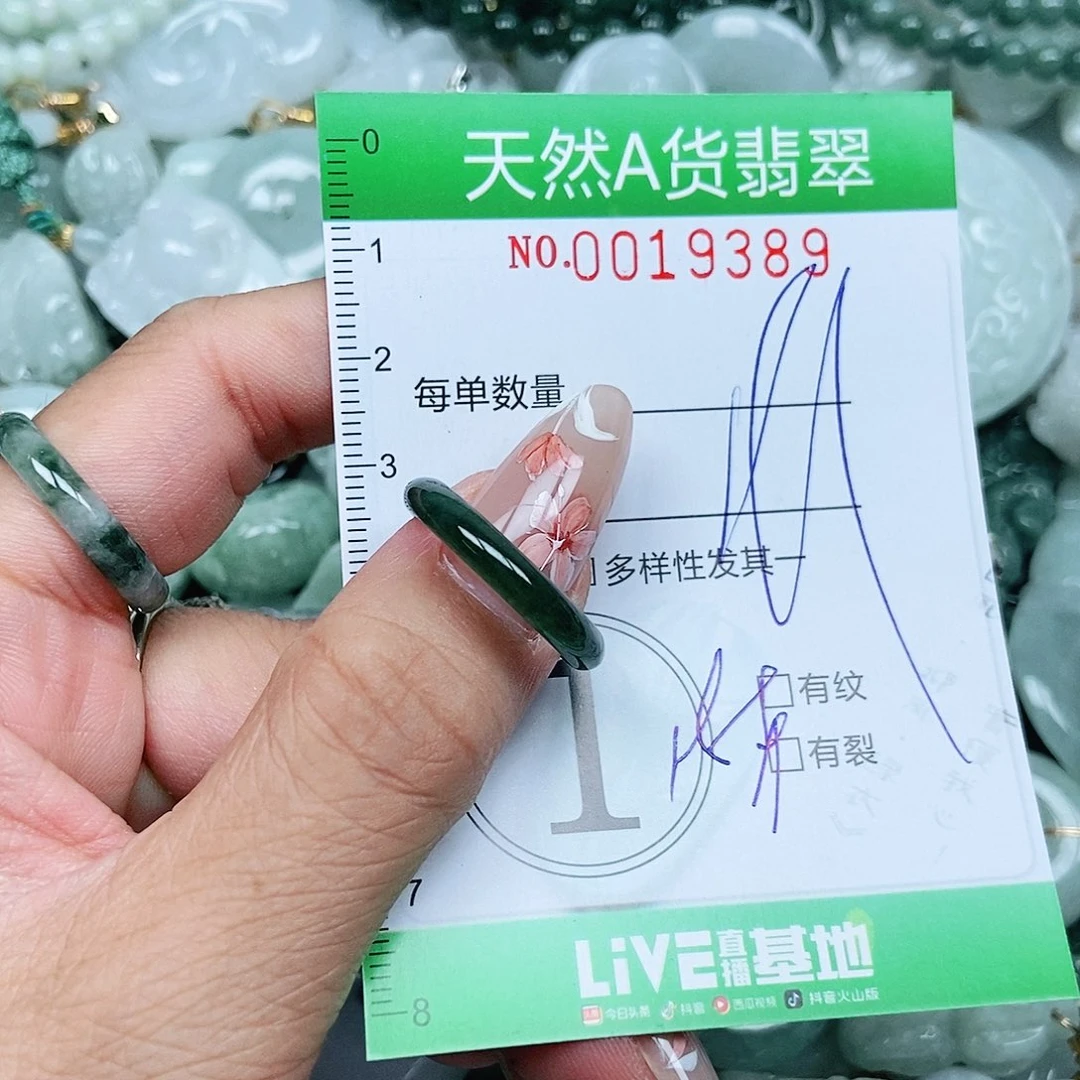 天然A货翡翠
NO.0019389
0
1
2
3
7
8
每单数量
多样性发其一
1
有纹
有裂
LiVE直播基地
今日头条 抖音 西瓜视频 抖音火山版